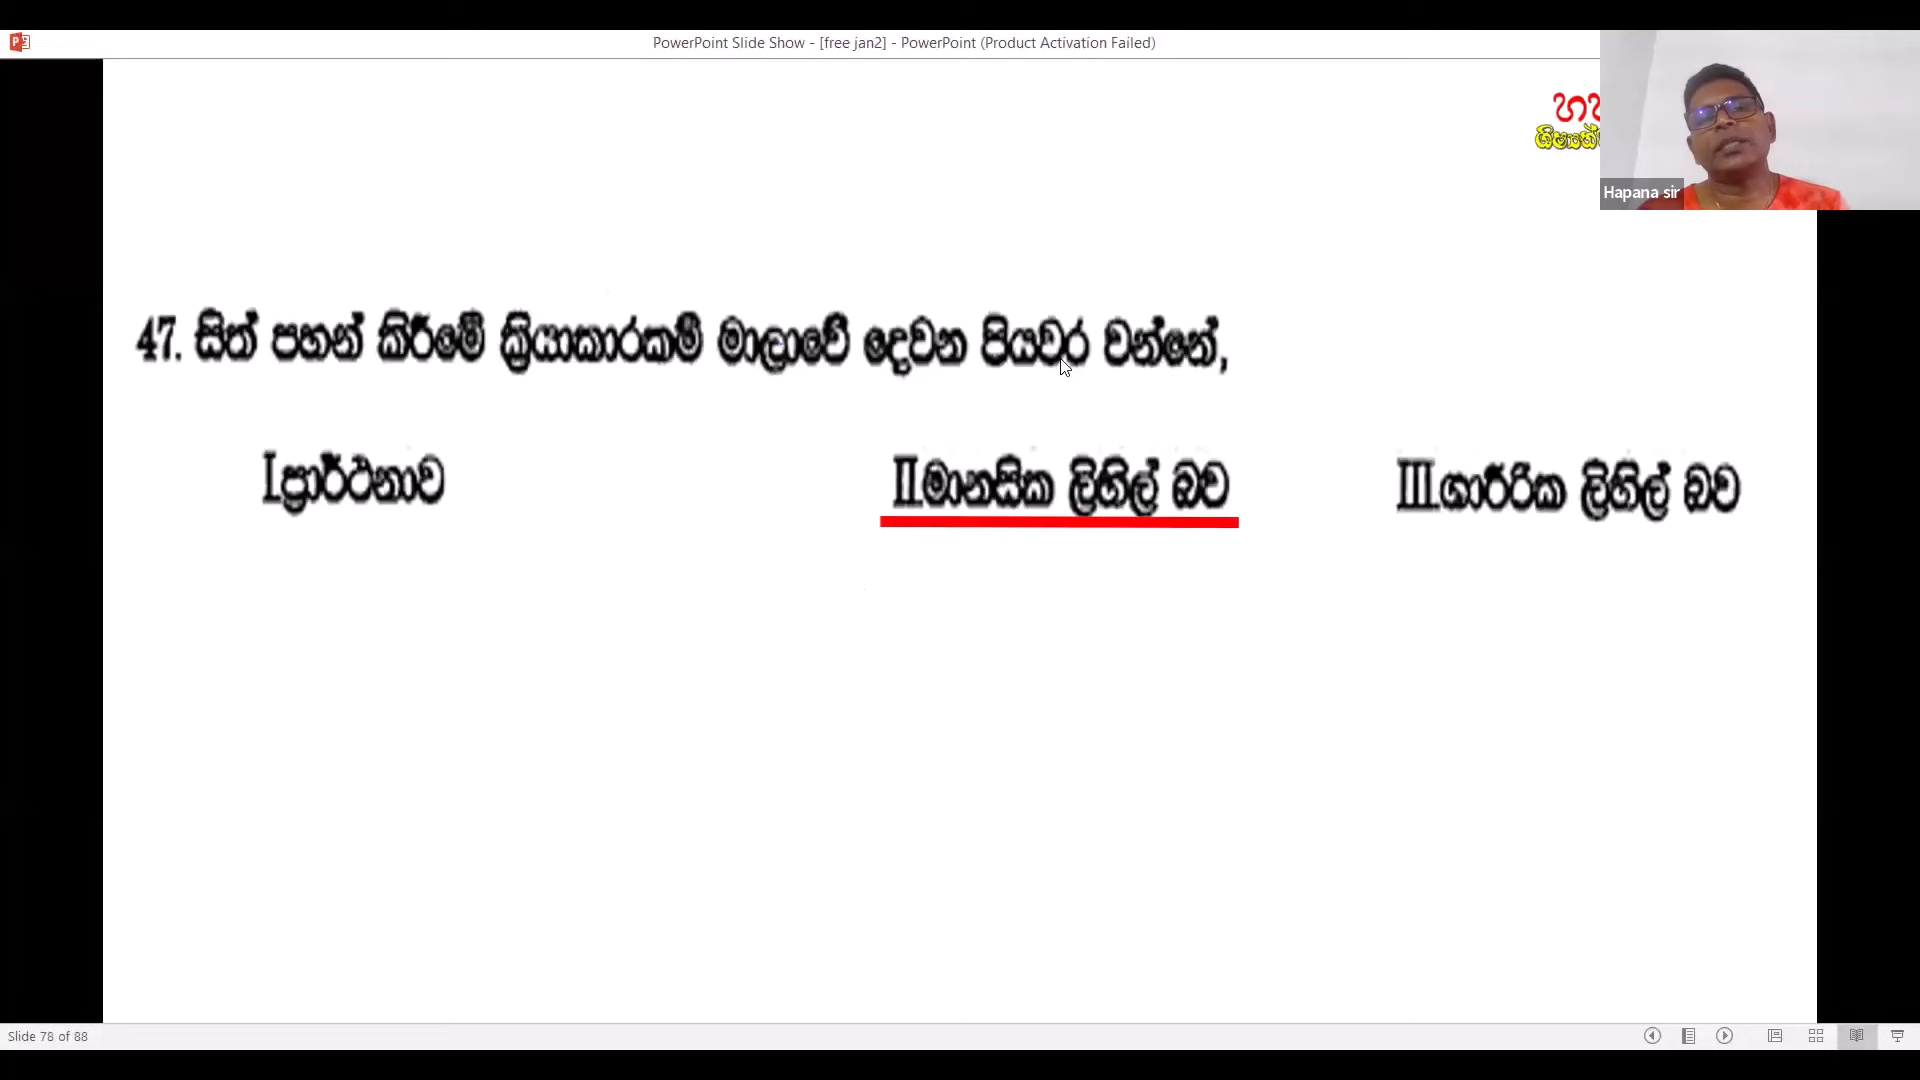 PowerPoint Slide Show - [free jan2] - PowerPoint (Product Activation Failed)
Hapana sir
47. සිත් පහන් කිරීමේ ක්‍රියාකාරකම් මාලාවේ දෙවන පියවර වන්නේ,
I.ප්‍රාර්ථනාව II.මානසික ලිහිල් බව III.ශාරීරික ලිහිල් බව
Slide 78 of 88